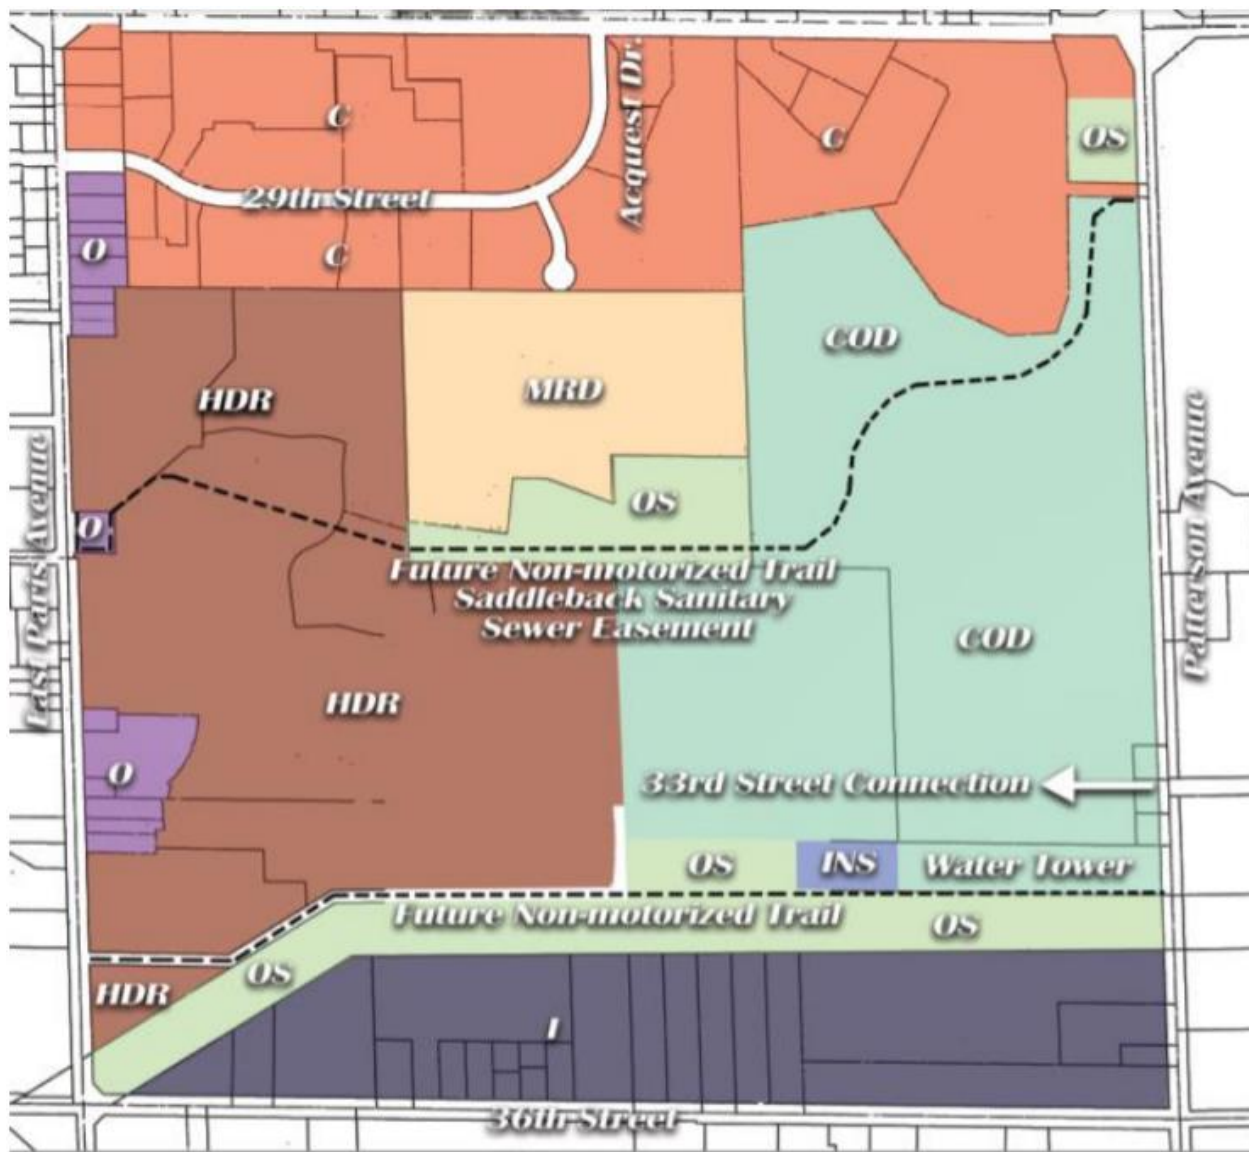 C
Acquest Dr.
C
OS
29th Street
O
C
COD
HDR
MRD
OS
O
East Paris Avenue
Patterson Avenue
Future Non-motorized Trail
Saddleback Sanitary
Sewer Easement
COD
HDR
O
33rd Street Connection
OS
INS
Water Tower
Future Non-motorized Trail
OS
OS
HDR
I
36th Street